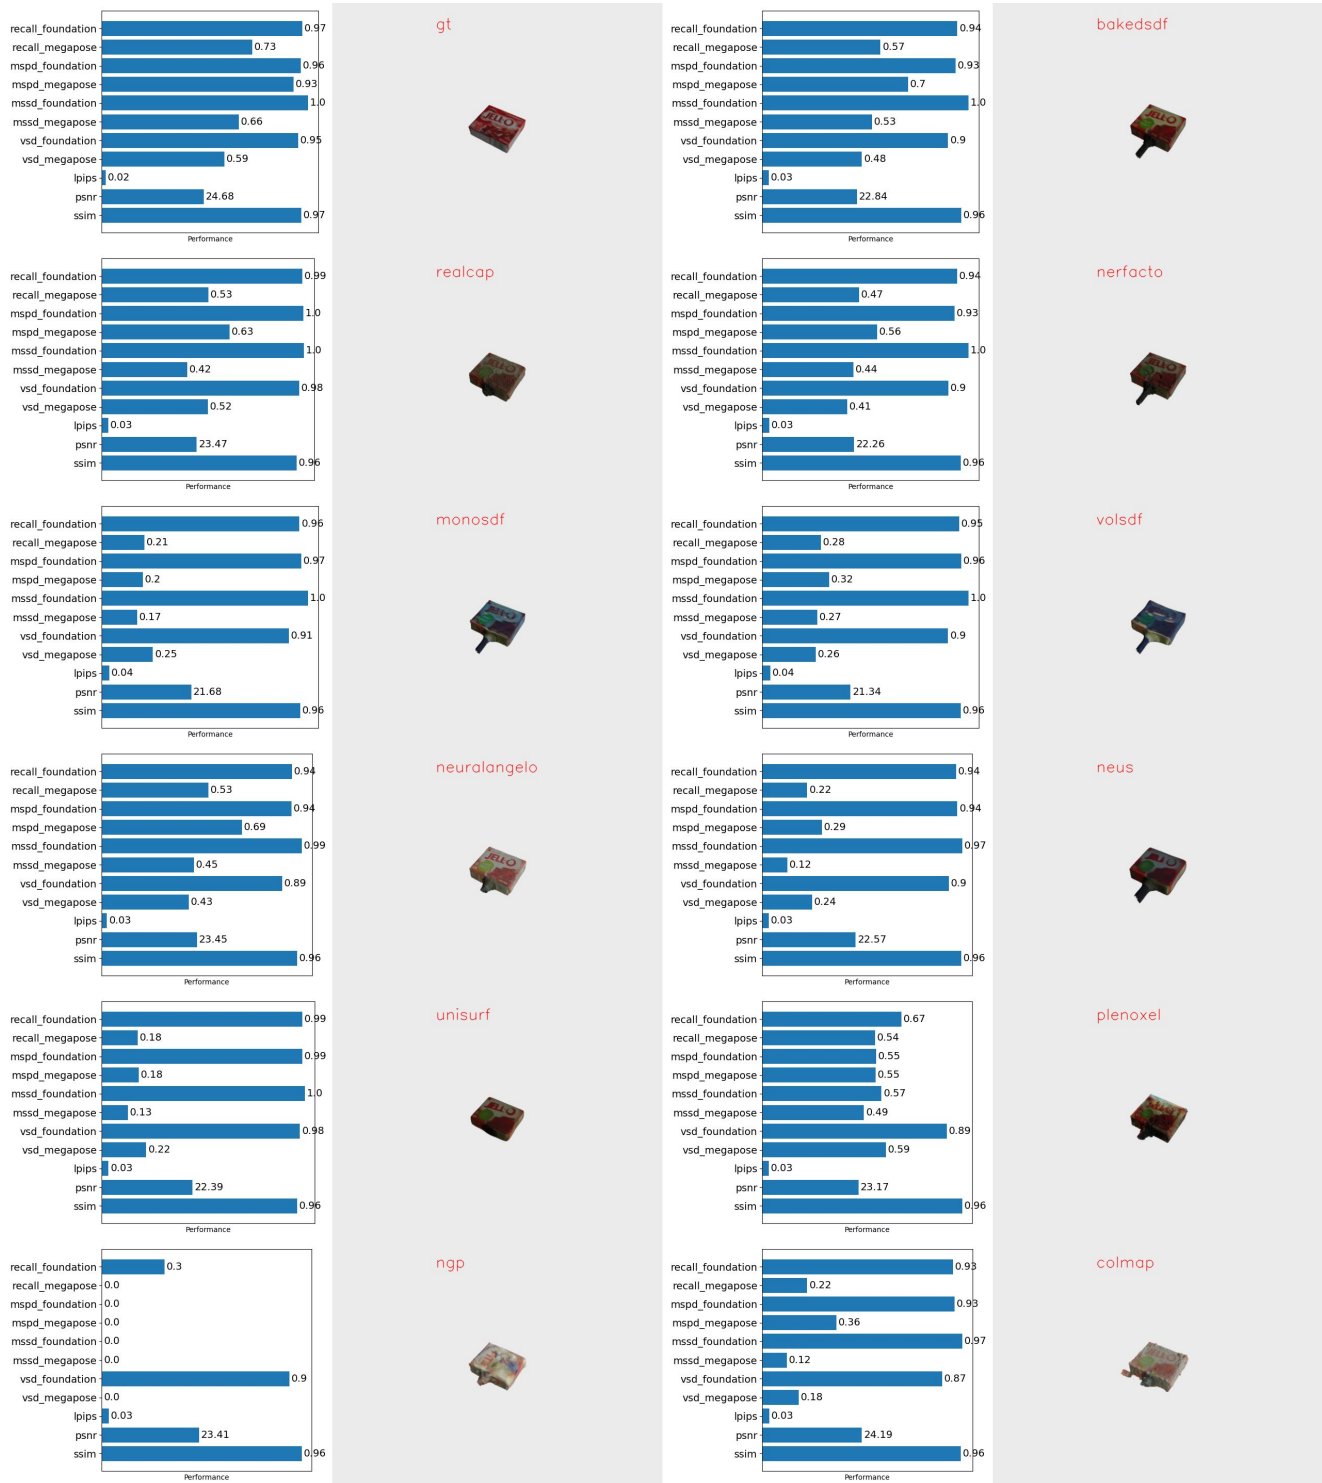 recall_foundation 0.97
recall_megapose 0.73
mspd_foundation 0.96
mspd_megapose 0.93
mssd_foundation 1.0
mssd_megapose 0.66
vsd_foundation 0.95
vsd_megapose 0.59
lpips 0.02
psnr 24.68
ssim 0.97
Performance
gt
JELL-O
recall_foundation 0.94
recall_megapose 0.57
mspd_foundation 0.93
mspd_megapose 0.7
mssd_foundation 1.0
mssd_megapose 0.53
vsd_foundation 0.9
vsd_megapose 0.48
lpips 0.03
psnr 22.84
ssim 0.96
Performance
bakedsdf
JELL-O
recall_foundation 0.99
recall_megapose 0.53
mspd_foundation 1.0
mspd_megapose 0.63
mssd_foundation 1.0
mssd_megapose 0.42
vsd_foundation 0.98
vsd_megapose 0.52
lpips 0.03
psnr 23.47
ssim 0.96
Performance
realcap
recall_foundation 0.94
recall_megapose 0.47
mspd_foundation 0.93
mspd_megapose 0.56
mssd_foundation 1.0
mssd_megapose 0.44
vsd_foundation 0.9
vsd_megapose 0.41
lpips 0.03
psnr 22.26
ssim 0.96
Performance
nerfacto
JELL-O
recall_foundation 0.96
recall_megapose 0.21
mspd_foundation 0.97
mspd_megapose 0.2
mssd_foundation 1.0
mssd_megapose 0.17
vsd_foundation 0.91
vsd_megapose 0.25
lpips 0.04
psnr 21.68
ssim 0.96
Performance
monosdf
JELL-O
recall_foundation 0.95
recall_megapose 0.28
mspd_foundation 0.96
mspd_megapose 0.32
mssd_foundation 1.0
mssd_megapose 0.27
vsd_foundation 0.9
vsd_megapose 0.26
lpips 0.04
psnr 21.34
ssim 0.96
Performance
volsdf
recall_foundation 0.94
recall_megapose 0.53
mspd_foundation 0.94
mspd_megapose 0.69
mssd_foundation 0.99
mssd_megapose 0.45
vsd_foundation 0.89
vsd_megapose 0.43
lpips 0.03
psnr 23.45
ssim 0.96
Performance
neuralangelo
JELL-O
recall_foundation 0.94
recall_megapose 0.22
mspd_foundation 0.94
mspd_megapose 0.29
mssd_foundation 0.97
mssd_megapose 0.12
vsd_foundation 0.9
vsd_megapose 0.24
lpips 0.03
psnr 22.57
ssim 0.96
Performance
neus
JELL-O
recall_foundation 0.99
recall_megapose 0.18
mspd_foundation 0.99
mspd_megapose 0.18
mssd_foundation 1.0
mssd_megapose 0.13
vsd_foundation 0.98
vsd_megapose 0.22
lpips 0.03
psnr 22.39
ssim 0.96
Performance
unisurf
recall_foundation 0.67
recall_megapose 0.54
mspd_foundation 0.55
mspd_megapose 0.55
mssd_foundation 0.57
mssd_megapose 0.49
vsd_foundation 0.89
vsd_megapose 0.59
lpips 0.03
psnr 23.17
ssim 0.96
Performance
plenoxel
recall_foundation 0.3
recall_megapose 0.0
mspd_foundation 0.0
mspd_megapose 0.0
mssd_foundation 0.0
mssd_megapose 0.0
vsd_foundation 0.9
vsd_megapose 0.0
lpips 0.03
psnr 23.41
ssim 0.96
Performance
ngp
recall_foundation 0.93
recall_megapose 0.22
mspd_foundation 0.93
mspd_megapose 0.36
mssd_foundation 0.97
mssd_megapose 0.12
vsd_foundation 0.87
vsd_megapose 0.18
lpips 0.03
psnr 24.19
ssim 0.96
Performance
colmap